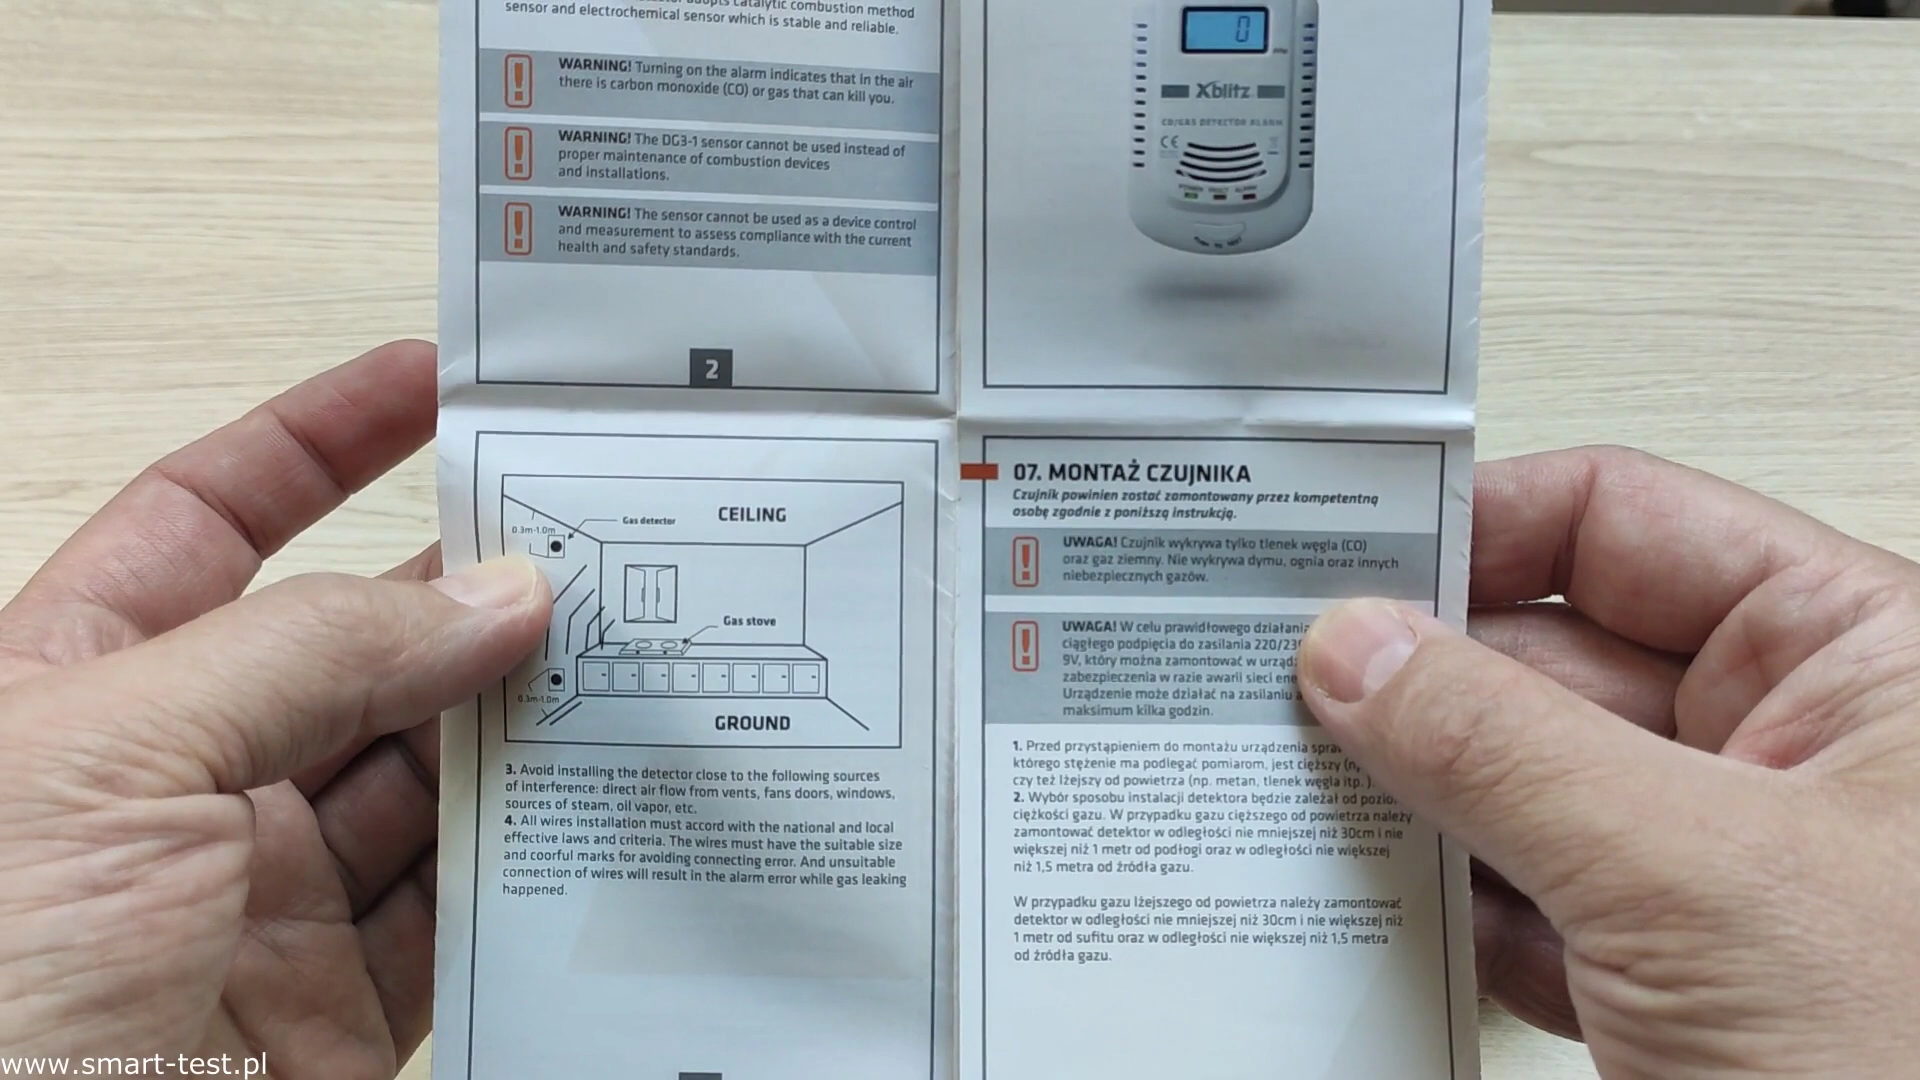 catalytic combustion method
sensor and electrochemical sensor which is stable and reliable.
WARNING! Turning on the alarm indicates that in the air
there is carbon monoxide (CO) or gas that can kill you.
WARNING! The DG3-1 sensor cannot be used instead of
proper maintenance of combustion devices
and installations.
WARNING! The sensor cannot be used as a device control
and measurement to assess compliance with the current
health and safety standards.
2
0
PPM
Xblitz
CO/GAS DETECTOR ALARM
CE
POWER FAULT ALARM
PUSH TO TEST
CEILING
Gas detector
0.3m-1.0m
Gas stove
0.3m-1.0m
GROUND
3. Avoid installing the detector close to the following sources
of interference: direct air flow from vents, fans doors, windows,
sources of steam, oil vapor, etc.
4. All wires installation must accord with the national and local
effective laws and criteria. The wires must have the suitable size
and coorful marks for avoiding connecting error. And unsuitable
connection of wires will result in the alarm error while gas leaking
happened.
07. MONTAŻ CZUJNIKA
Czujnik powinien zostać zamontowany przez kompetentną
osobę zgodnie z poniższą instrukcją.
UWAGA! Czujnik wykrywa tylko tlenek węgla (CO)
oraz gaz ziemny. Nie wykrywa dymu, ognia oraz innych
niebezpiecznych gazów.
UWAGA! W celu prawidłowego działania
ciągłego podpięcia do zasilania
9V, który można zamontować w
zabezpieczenia w razie awarii sieci
Urządzenie może działać na zasilaniu
maksimum kilka godzin.
1. Przed przystąpieniem do montażu urządzenia
którego stężenie ma podlegać pomiarom, jest cięższy
czy też lżejszy od powietrza (np. metan, tlenek węgla itp. ).
2. Wybór sposobu instalacji detektora będzie zależał od
ciężkości gazu. W przypadku gazu cięższego od powietrza należy
zamontować detektor w odległości nie mniejszej niż 30cm i nie
większej niż 1 metr od podłogi oraz w odległości nie większej
niż 1,5 metra od źródła gazu.
W przypadku gazu lżejszego od powietrza należy zamontować
detektor w odległości nie mniejszej niż 30cm i nie większej niż
1 metr od sufitu oraz w odległości nie większej niż 1,5 metra
od źródła gazu.
www.smart-test.pl